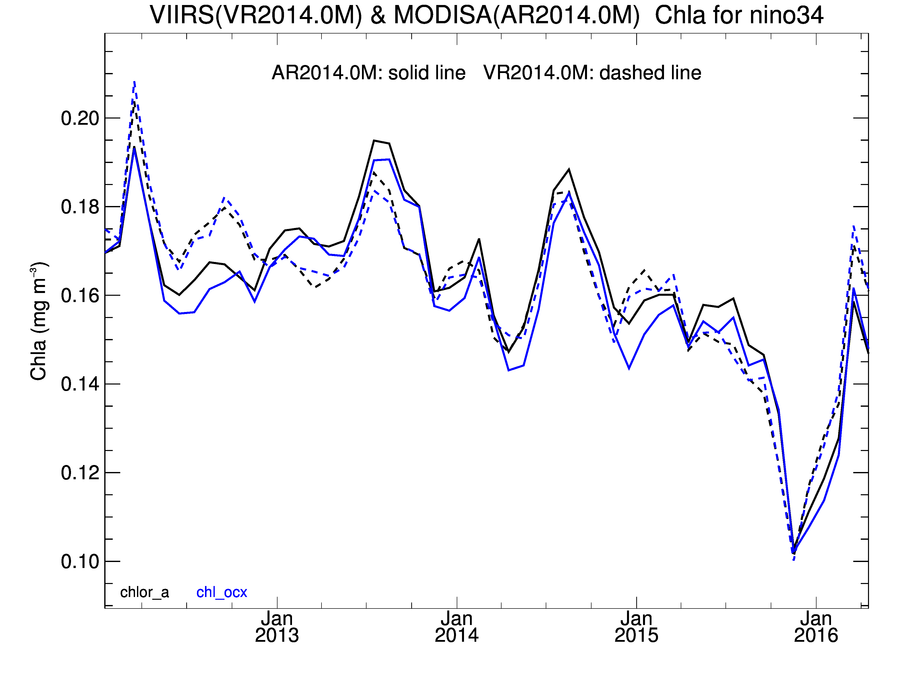 VIIRS(VR2014.0M) & MODISA(AR2014.0M)  Chla for nino34
AR2014.0M: solid line   VR2014.0M: dashed line
0.20
0.18
0.16
0.14
0.12
0.10
Chla (mg m⁻³)
chlor_a   chl_ocx
Jan Jan Jan Jan
2013 2014 2015 2016